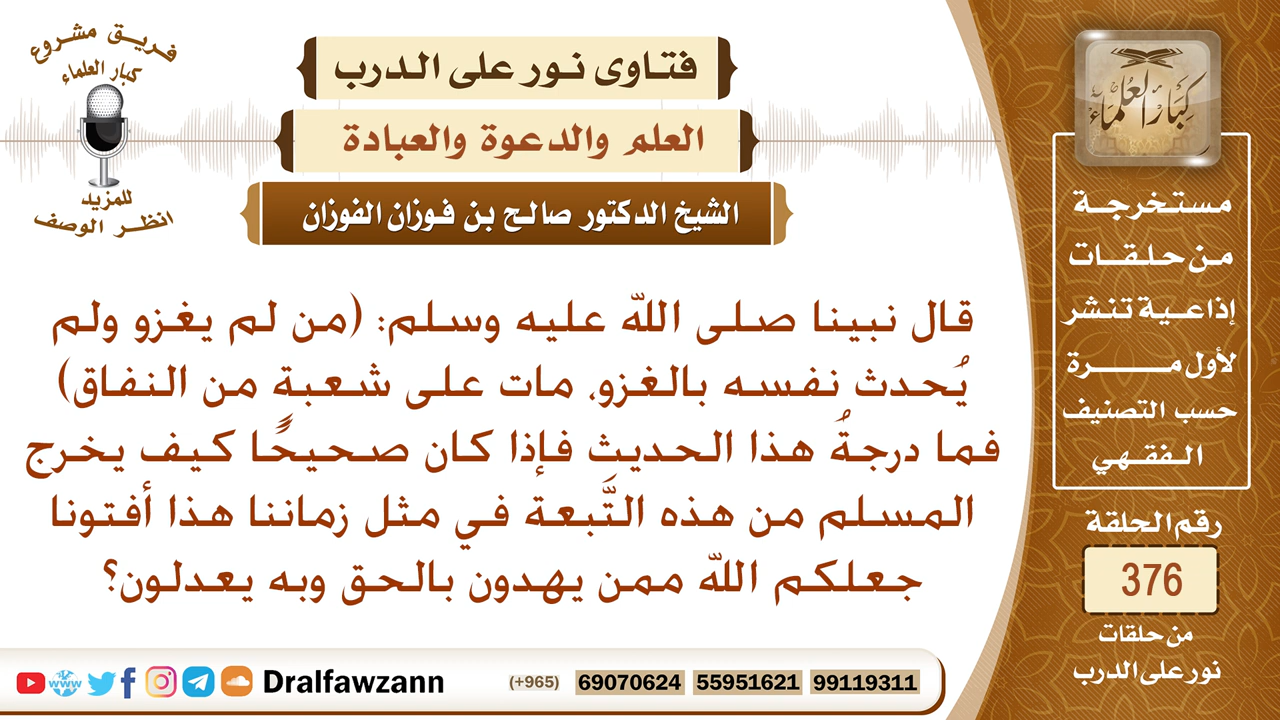 فريق مشروع
كبار العلماء
للمزيد
انظر الوصف
فتاوى نور على الدرب
العلم والدعوة والعبادة
الشيخ الدكتور صالح بن فوزان الفوزان
قال نبينا صلى الله عليه وسلم: (من لم يغزو ولم
يُحدث نفسه بالغزو، مات على شعبة من النفاق)
فما درجةُ هذا الحديثِ فإذا كان صحيحًا كيف يخرج
المسلم من هذه التَّبعة في مثل زماننا هذا أفتونا
جعلكم الله ممن يهدون بالحق وبه يعدلون؟
كبار العلماء
مستخرجة
من حلقات
إذاعية تنشر
لأول مرة
حسب التصنيف
الفقهي
رقم الحلقة
376
من حلقات
نور على الدرب
www
Dralfawzann
(+965) 69070624 55951621 99119311